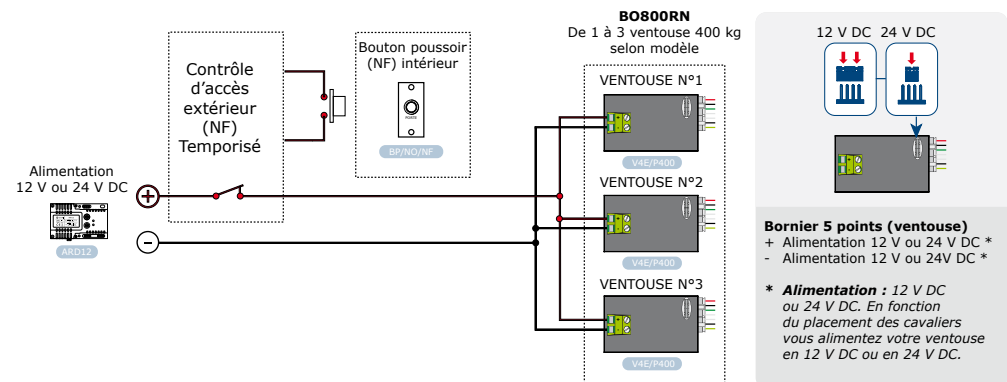 BO800RN
De 1 à 3 ventouse 400 kg
selon modèle
Contrôle
d'accès
extérieur
(NF)
Temporisé
Bouton poussoir
(NF) intérieur
PORTE
BP/NO/NF
Alimentation
12 V ou 24 V DC
ARD12
+
-
VENTOUSE N°1
+
-
V4E/P400
VENTOUSE N°2
+
-
V4E/P400
VENTOUSE N°3
+
-
V4E/P400
12 V DC 24 V DC
+
-
Bornier 5 points (ventouse)
+ Alimentation 12 V ou 24 V DC *
- Alimentation 12 V ou 24V DC *
* Alimentation : 12 V DC
ou 24 V DC. En fonction
du placement des cavaliers
vous alimentez votre ventouse
en 12 V DC ou en 24 V DC.